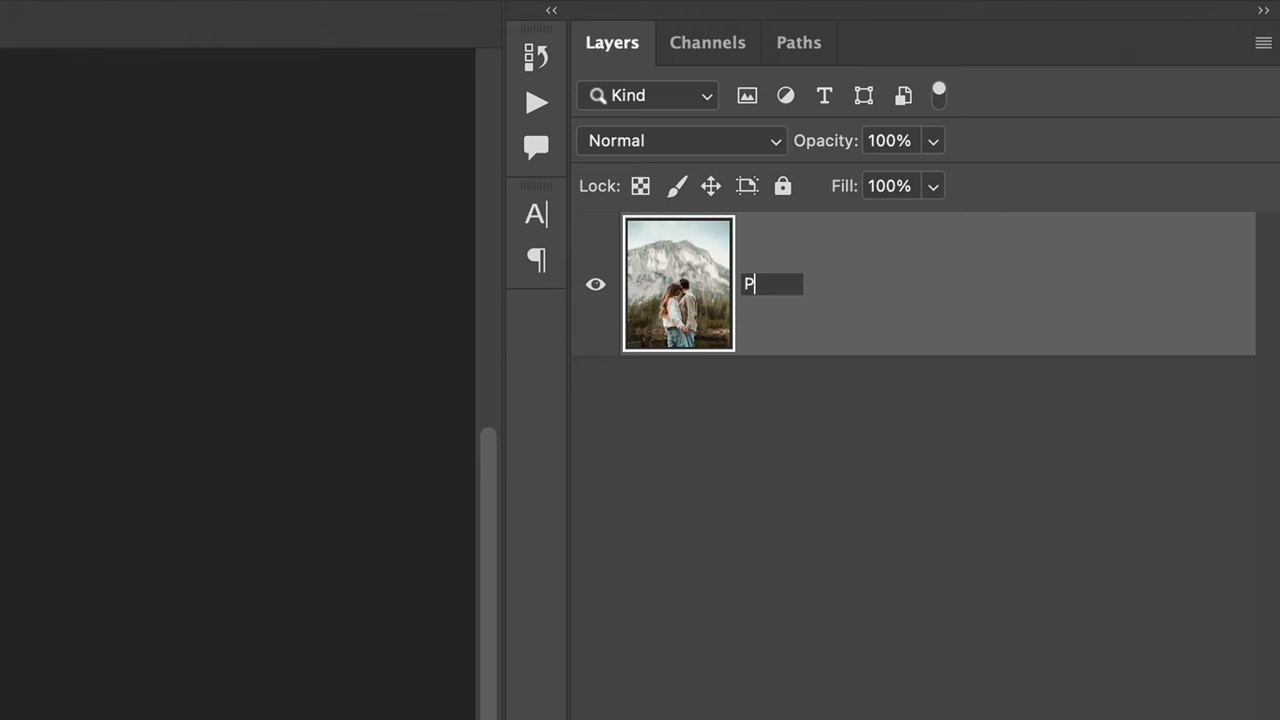 Layers Channels Paths
Kind
Normal Opacity: 100%
Lock: Fill: 100%
P